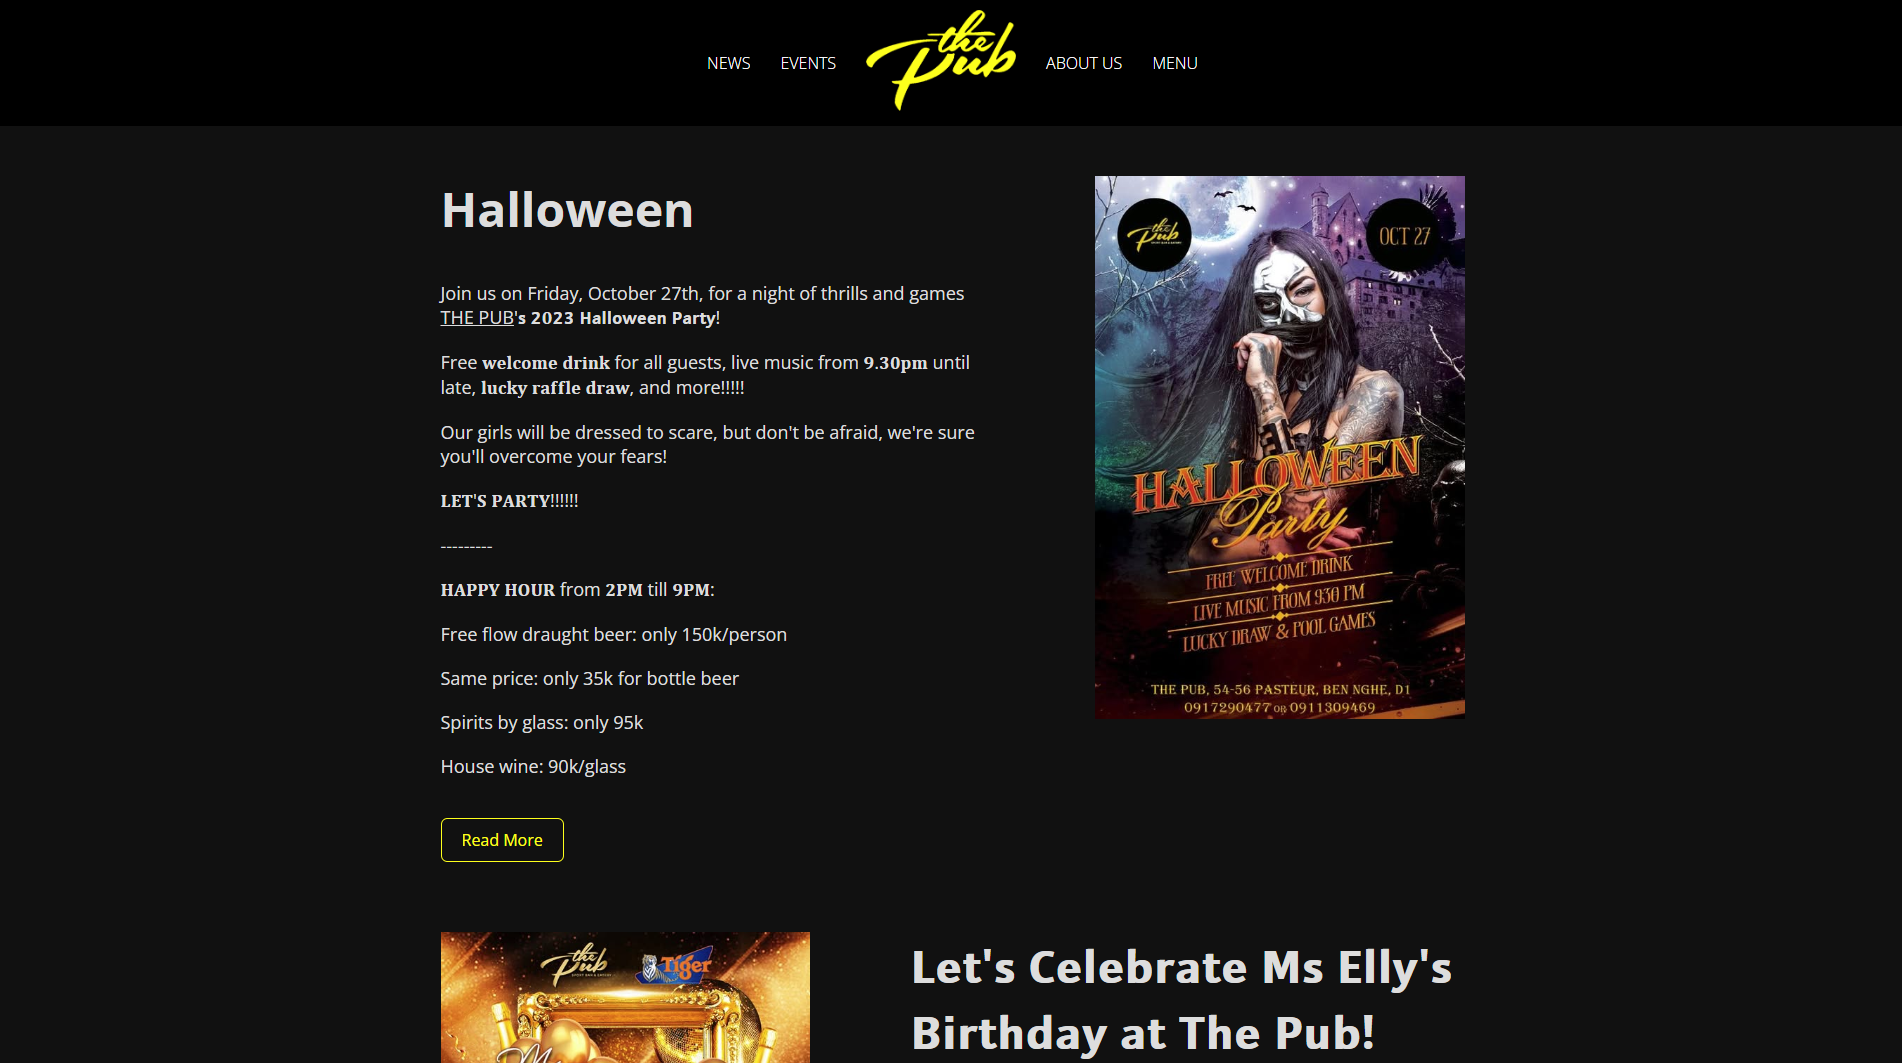 NEWS EVENTS the Pub ABOUT US MENU
Halloween
Join us on Friday, October 27th, for a night of thrills and games
THE PUB's 2023 Halloween Party!
Free welcome drink for all guests, live music from 9.30pm until
late, lucky raffle draw, and more!!!!!
Our girls will be dressed to scare, but don't be afraid, we're sure
you'll overcome your fears!
LET'S PARTY!!!!!!
---------
HAPPY HOUR from 2PM till 9PM:
Free flow draught beer: only 150k/person
Same price: only 35k for bottle beer
Spirits by glass: only 95k
House wine: 90k/glass
Read More
the Pub
OCT 27
HALLOWEEN
Party
FREE WELCOME DRINK
LIVE MUSIC FROM 930 PM
LUCKY DRAW & POOL GAMES
THE PUB, 54-56 PASTEUR, BEN NGHE, D1
0917290477 OR 0911309469
the Pub
Tiger
Let's Celebrate Ms Elly's
Birthday at The Pub!